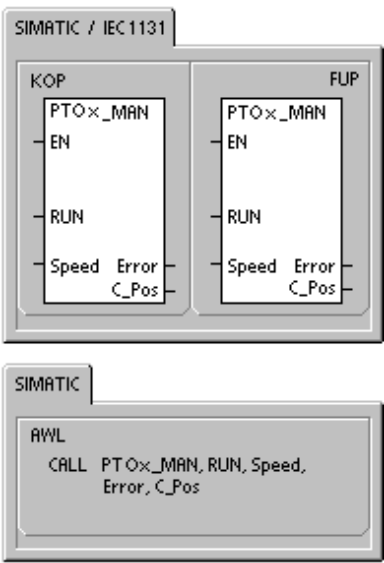 SIMATIC / IEC1131
KOP
FUP
PTOx_MAN
EN
RUN
Speed Error
C_Pos
PTOx_MAN
EN
RUN
Speed Error
C_Pos
SIMATIC
AWL
CALL PTOx_MAN, RUN, Speed,
Error, C_Pos